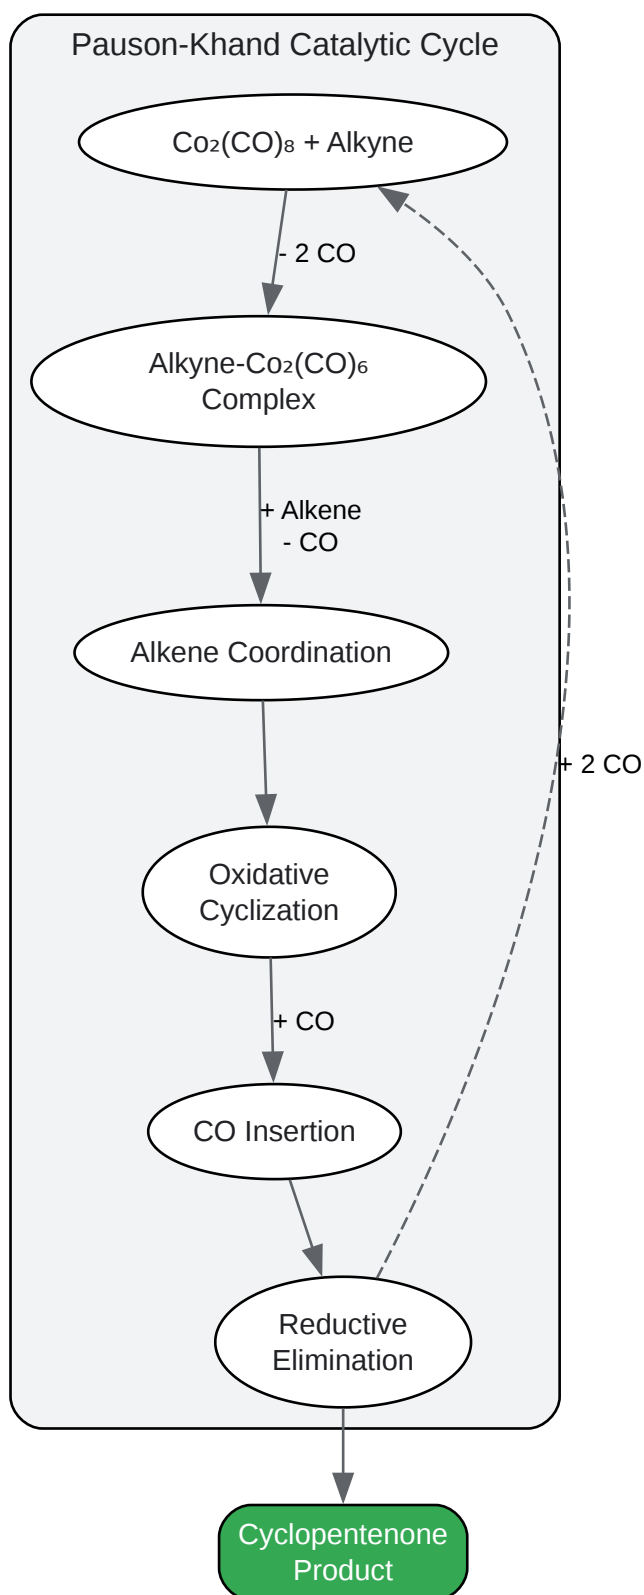 Pauson-Khand Catalytic Cycle
Co₂(CO)₈ + Alkyne
- 2 CO
Alkyne-Co₂(CO)₆
Complex
+ Alkene
- CO
Alkene Coordination
+ 2 CO
Oxidative
Cyclization
+ CO
CO Insertion
Reductive
Elimination
Cyclopentenone
Product